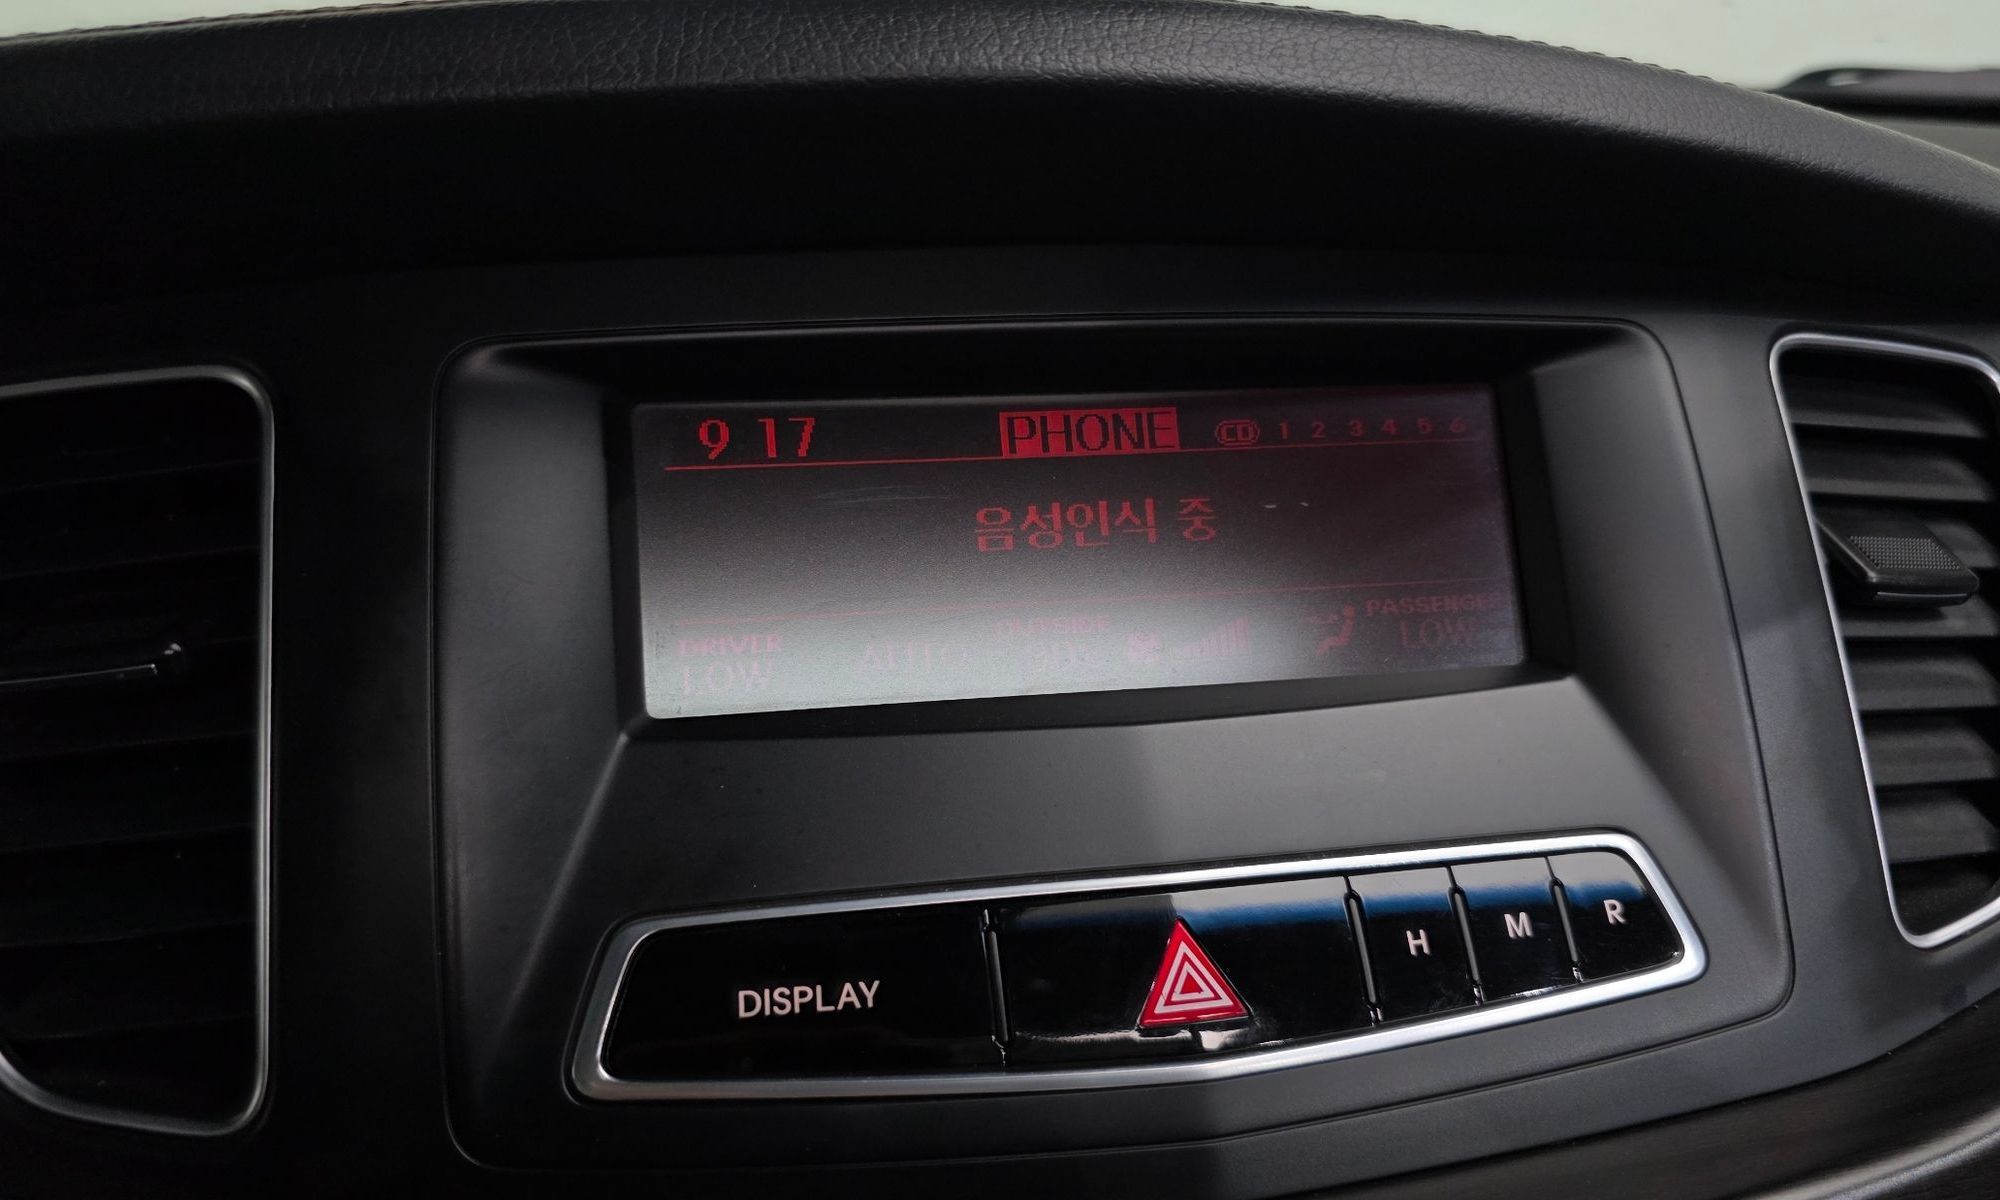 9 17 PHONE CD 1 2 3 4 5 6
음성인식 중
DRIVER OUTSIDE PASSENGER
LOW AUTO LOW
DISPLAY H M R